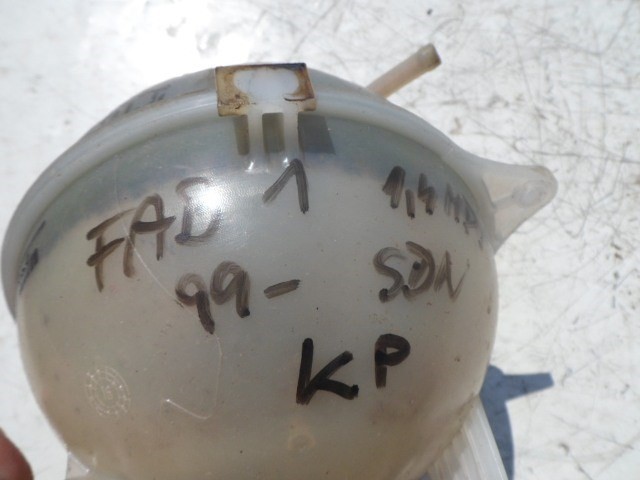 FAB 1 1,4 MPI
99- SDN
KP